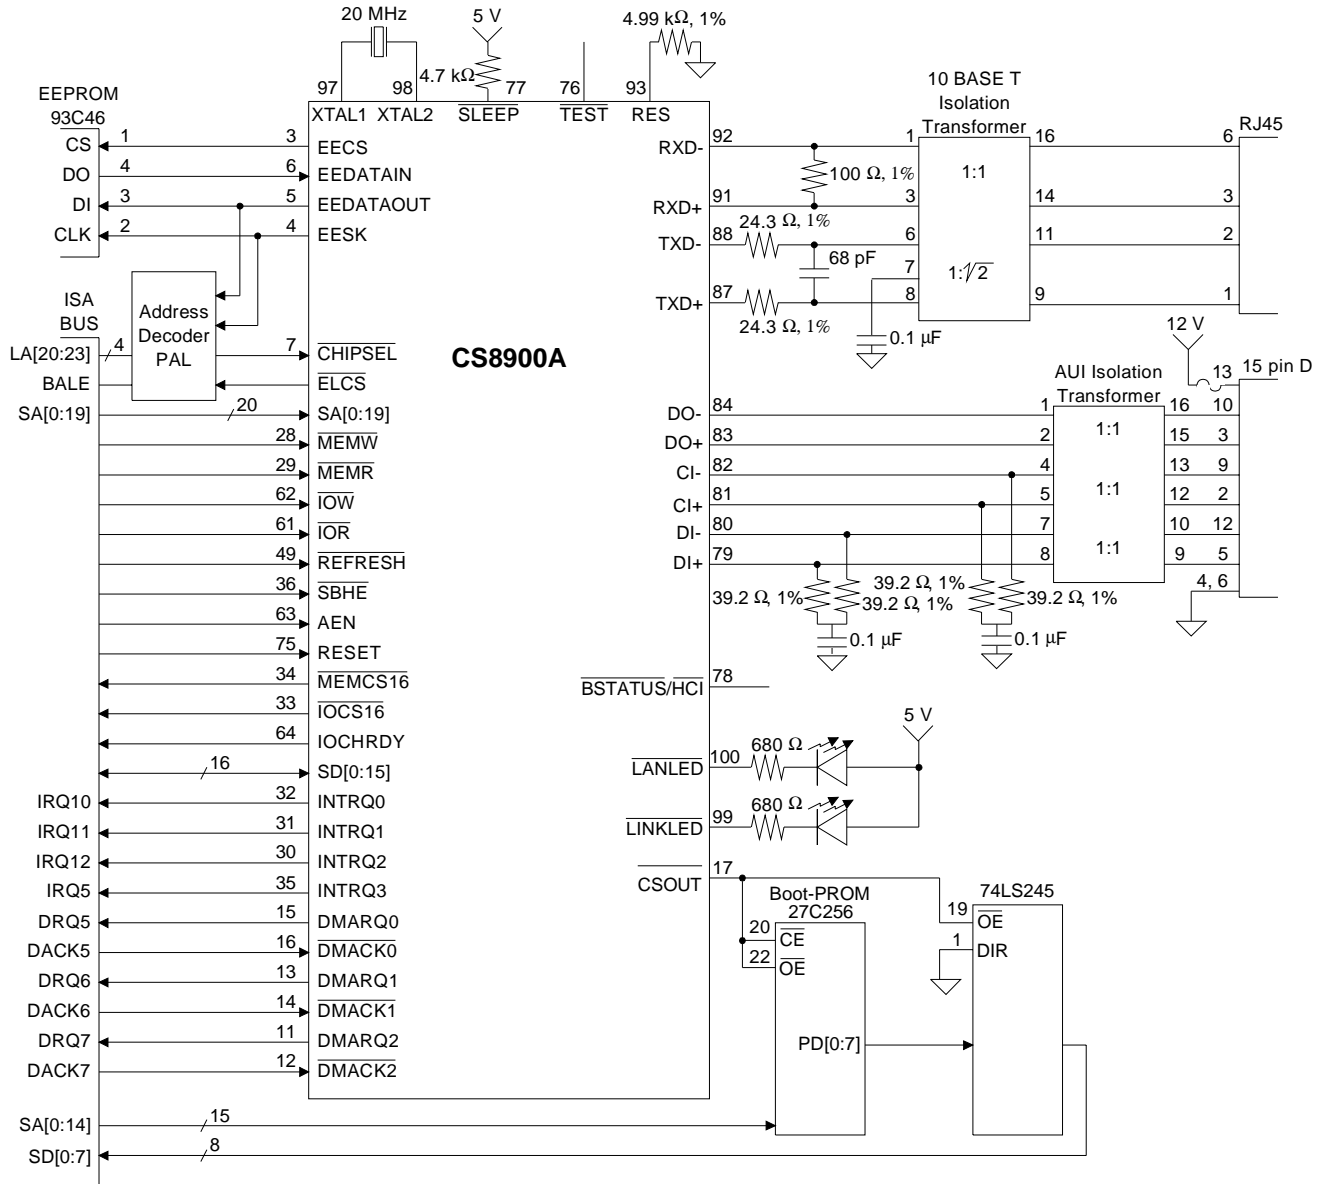 20 MHz
5 V
4.99 kΩ, 1%
4.7 kΩ
97
98
77
76
93
XTAL1
XTAL2
SLEEP
TEST
RES
EEPROM
93C46
CS
1
3
EECS
DO
4
6
EEDATAIN
DI
3
5
EEDATAOUT
CLK
2
4
EESK
ISA
BUS
Address
Decoder
PAL
LA[20:23]
4
7
CHIPSEL
BALE
ELCS
SA[0:19]
20
SA[0:19]
28
MEMW
29
MEMR
62
IOW
61
IOR
49
REFRESH
36
SBHE
63
AEN
75
RESET
34
MEMCS16
33
IOCS16
64
IOCHRDY
16
SD[0:15]
IRQ10
32
INTRQ0
IRQ11
31
INTRQ1
IRQ12
30
INTRQ2
IRQ5
35
INTRQ3
DRQ5
15
DMARQ0
DACK5
16
DMACK0
DRQ6
13
DMARQ1
DACK6
14
DMACK1
DRQ7
11
DMARQ2
DACK7
12
DMACK2
SA[0:14]
15
SD[0:7]
8
CS8900A
10 BASE T
Isolation
Transformer
RJ45
RXD-
92
1
16
6
100 Ω, 1%
1:1
RXD+
91
3
14
3
24.3 Ω, 1%
TXD-
88
6
11
2
68 pF
7
1:√2
TXD+
87
8
9
1
24.3 Ω, 1%
0.1 µF
12 V
13
15 pin D
AUI Isolation
Transformer
DO-
84
1
16
10
1:1
DO+
83
2
15
3
CI-
82
4
13
9
1:1
CI+
81
5
12
2
DI-
80
7
10
12
1:1
DI+
79
8
9
5
4, 6
39.2 Ω, 1%
39.2 Ω, 1%
39.2 Ω, 1%
39.2 Ω, 1%
0.1 µF
0.1 µF
BSTATUS/HCI
78
5 V
LANLED
100
680 Ω
LINKLED
99
680 Ω
CSOUT
17
Boot-PROM
27C256
74LS245
20
CE
22
OE
PD[0:7]
19
OE
1
DIR